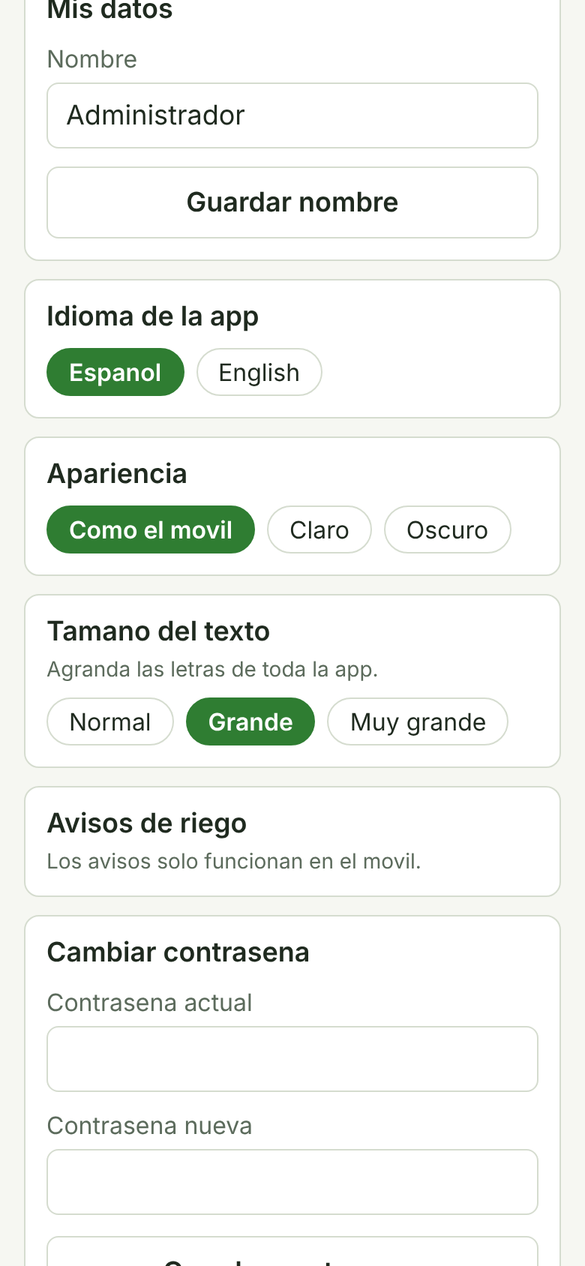 Mis datos
Nombre
Administrador
Guardar nombre
Idioma de la app
Espanol English
Apariencia
Como el movil Claro Oscuro
Tamano del texto
Agranda las letras de toda la app.
Normal Grande Muy grande
Avisos de riego
Los avisos solo funcionan en el movil.
Cambiar contrasena
Contrasena actual
Contrasena nueva